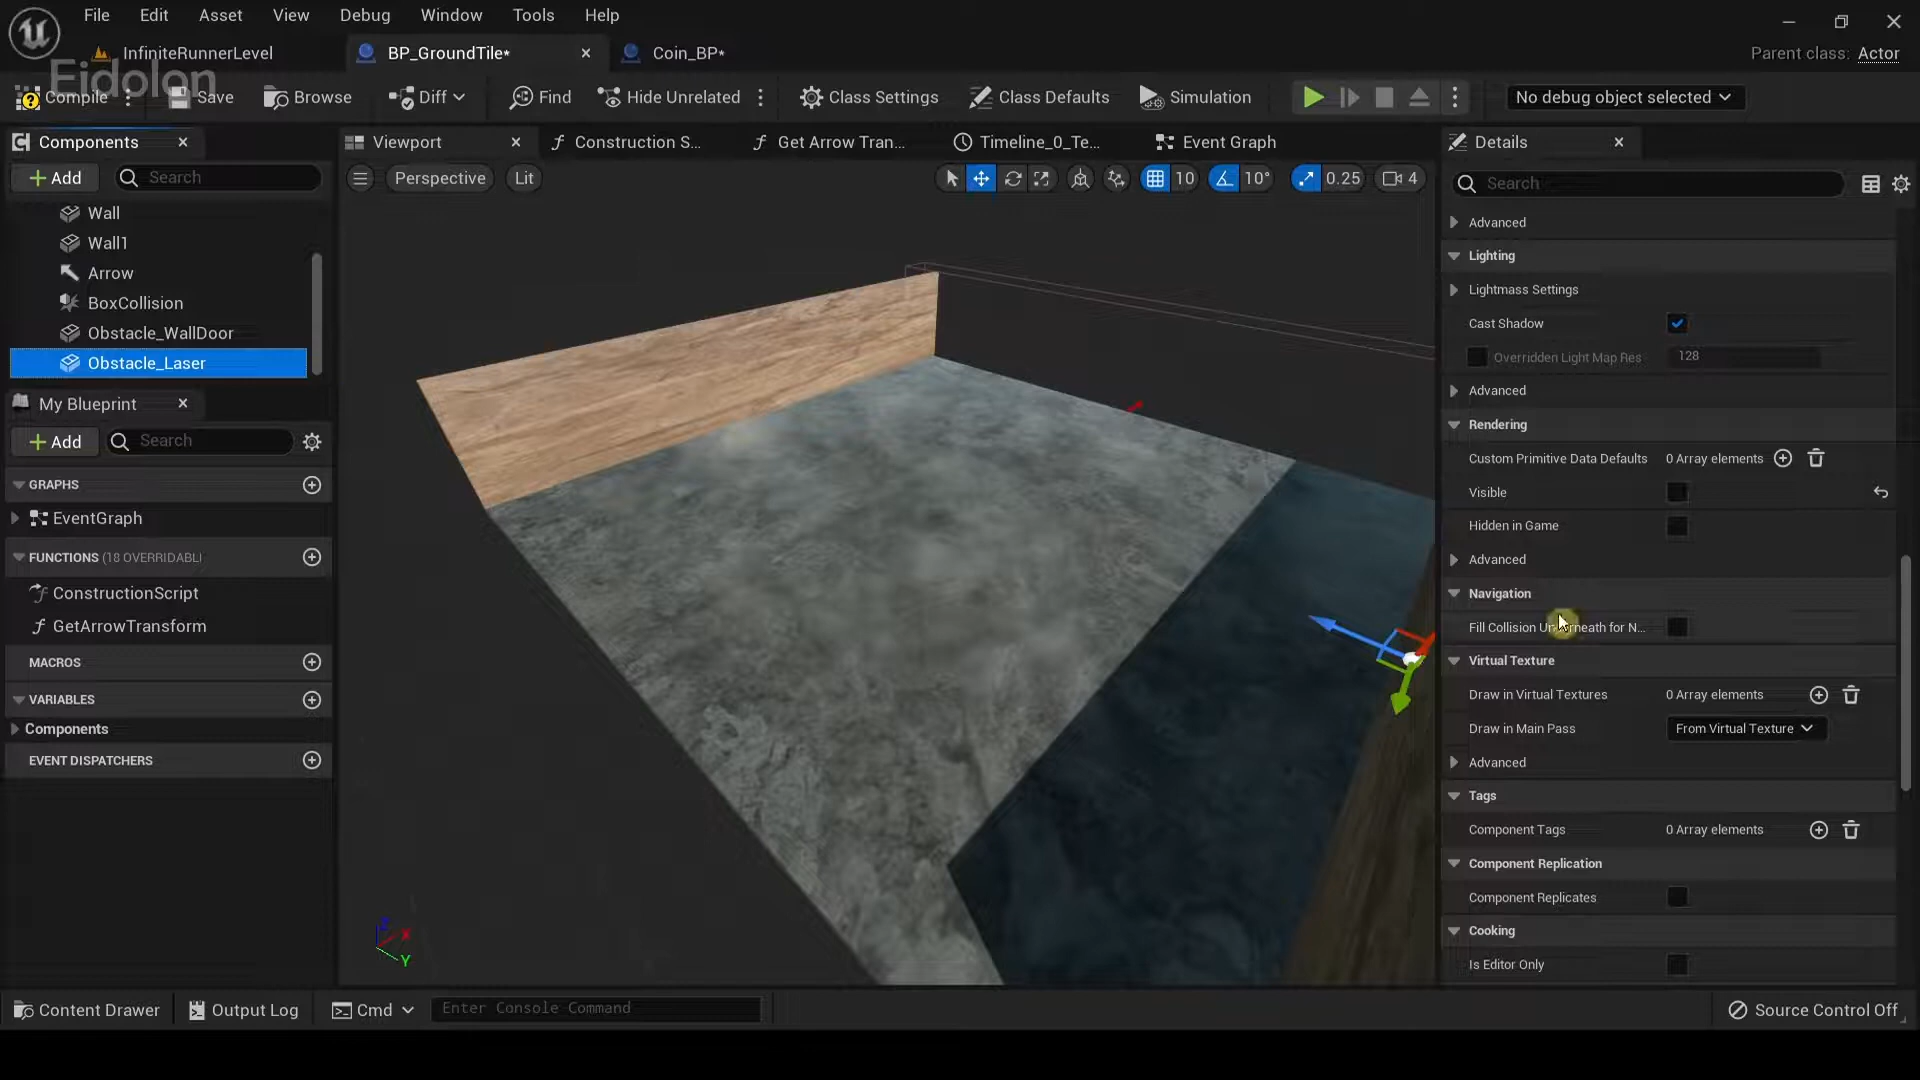 File Edit Asset View Debug Window Tools Help
InfiniteRunnerLevel BP_GroundTile* Coin_BP* Parent class: Actor
Eidolon
Compile Save Browse Diff Find Hide Unrelated Class Settings Class Defaults Simulation No debug object selected
Components Viewport Construction S... Get Arrow Tran... Timeline_0_Te... Event Graph Details
Add Search Perspective Lit 10 10° 0.25 4 Search
Wall
Wall1
Arrow
BoxCollision
Obstacle_WallDoor
Obstacle_Laser
My Blueprint
Add Search
GRAPHS
EventGraph
FUNCTIONS (18 OVERRIDABL
ConstructionScript
GetArrowTransform
MACROS
VARIABLES
Components
EVENT DISPATCHERS
Z
X
Y
Advanced
Lighting
Lightmass Settings
Cast Shadow
Overridden Light Map Res 128
Advanced
Rendering
Custom Primitive Data Defaults 0 Array elements
Visible
Hidden in Game
Advanced
Navigation
Fill Collision Underneath for N...
Virtual Texture
Draw in Virtual Textures 0 Array elements
Draw in Main Pass From Virtual Texture
Advanced
Tags
Component Tags 0 Array elements
Component Replication
Component Replicates
Cooking
Is Editor Only
Content Drawer Output Log Cmd Enter Console Command Source Control Off